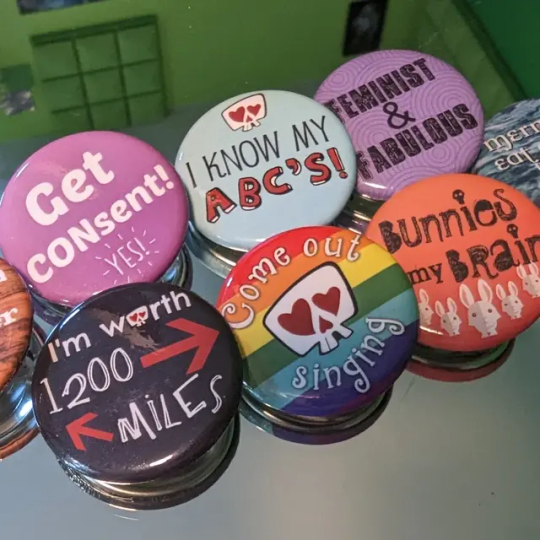 Get
CONsent!
YES!
I KNOW MY
ABC'S!
FEMINIST
&
FABULOUS
I'm worth
1200
MILES
Come out
singing
Bunnies
my BRain